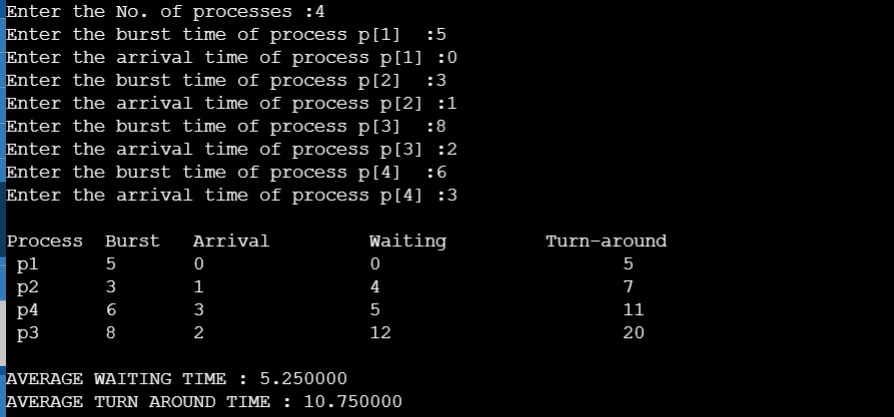 Enter the No. of processes :4
Enter the burst time of process p[1]  :5
Enter the arrival time of process p[1] :0
Enter the burst time of process p[2]  :3
Enter the arrival time of process p[2] :1
Enter the burst time of process p[3]  :8
Enter the arrival time of process p[3] :2
Enter the burst time of process p[4]  :6
Enter the arrival time of process p[4] :3
Process  Burst   Arrival         Waiting         Turn-around
p1      5       0               0                      5
p2      3       1               4                      7
p4      6       3               5                      11
p3      8       2               12                     20
AVERAGE WAITING TIME : 5.250000
AVERAGE TURN AROUND TIME : 10.750000